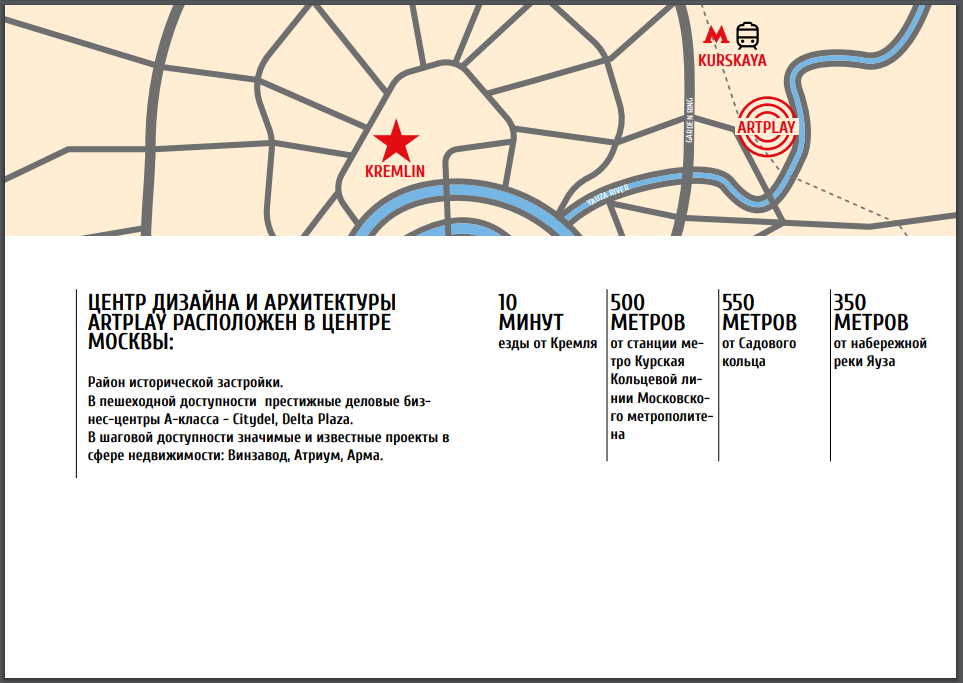 KURSKAYA
GARDEN RING
ARTPLAY
KREMLIN
YAUZA RIVER
ЦЕНТР ДИЗАЙНА И АРХИТЕКТУРЫ
ARTPLAY РАСПОЛОЖЕН В ЦЕНТРЕ
МОСКВЫ:
Район исторической застройки.
В пешеходной доступности  престижные деловые биз-
нес-центры А-класса - Citydel, Delta Plaza.
В шаговой доступности значимые и известные проекты в
сфере недвижимости: Винзавод, Атриум, Арма.
10
МИНУТ
езды от Кремля
500
МЕТРОВ
от станции ме-
тро Курская
Кольцевой ли-
нии Московско-
го метрополите-
на
550
МЕТРОВ
от Садового
кольца
350
МЕТРОВ
от набережной
реки Яуза